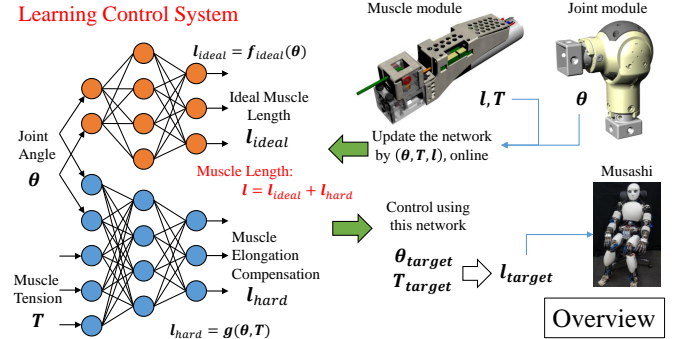 Learning Control System
l_ideal = f_ideal(θ)
Ideal Muscle
Length
l_ideal
Joint
Angle
θ
Muscle Length:
l = l_ideal + l_hard
Muscle
Elongation
Compensation
l_hard
Muscle
Tension
T
l_hard = g(θ,T)
Muscle module
Joint module
l, T
θ
Update the network
by (θ, T, l), online
Control using
this network
θ_target
T_target
l_target
Musashi
Overview